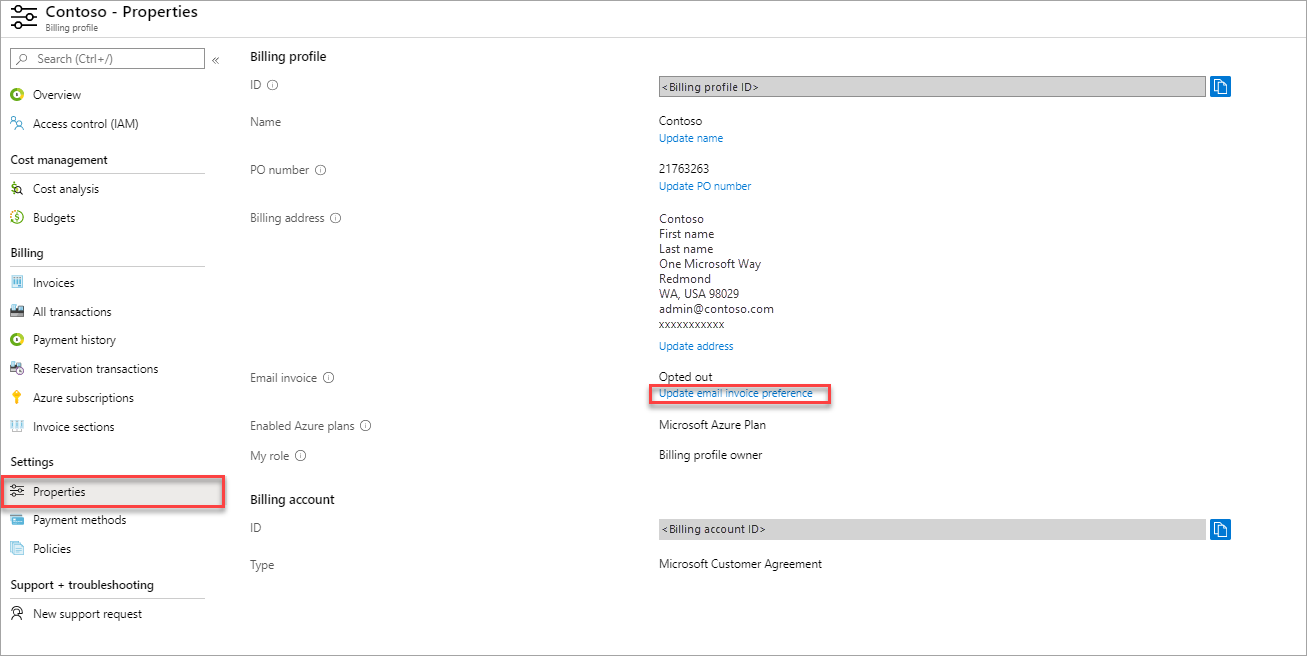 Contoso - Properties
Billing profile
Search (Ctrl+/)
«
Overview
Access control (IAM)
Cost management
Cost analysis
Budgets
Billing
Invoices
All transactions
Payment history
Reservation transactions
Azure subscriptions
Invoice sections
Settings
Properties
Payment methods
Policies
Support + troubleshooting
New support request
Billing profile
ID
<Billing profile ID>
Name
Contoso
Update name
PO number
21763263
Update PO number
Billing address
Contoso
First name
Last name
One Microsoft Way
Redmond
WA, USA 98029
admin@contoso.com
xxxxxxxxxxx
Update address
Email invoice
Opted out
Update email invoice preference
Enabled Azure plans
Microsoft Azure Plan
My role
Billing profile owner
Billing account
ID
<Billing account ID>
Type
Microsoft Customer Agreement